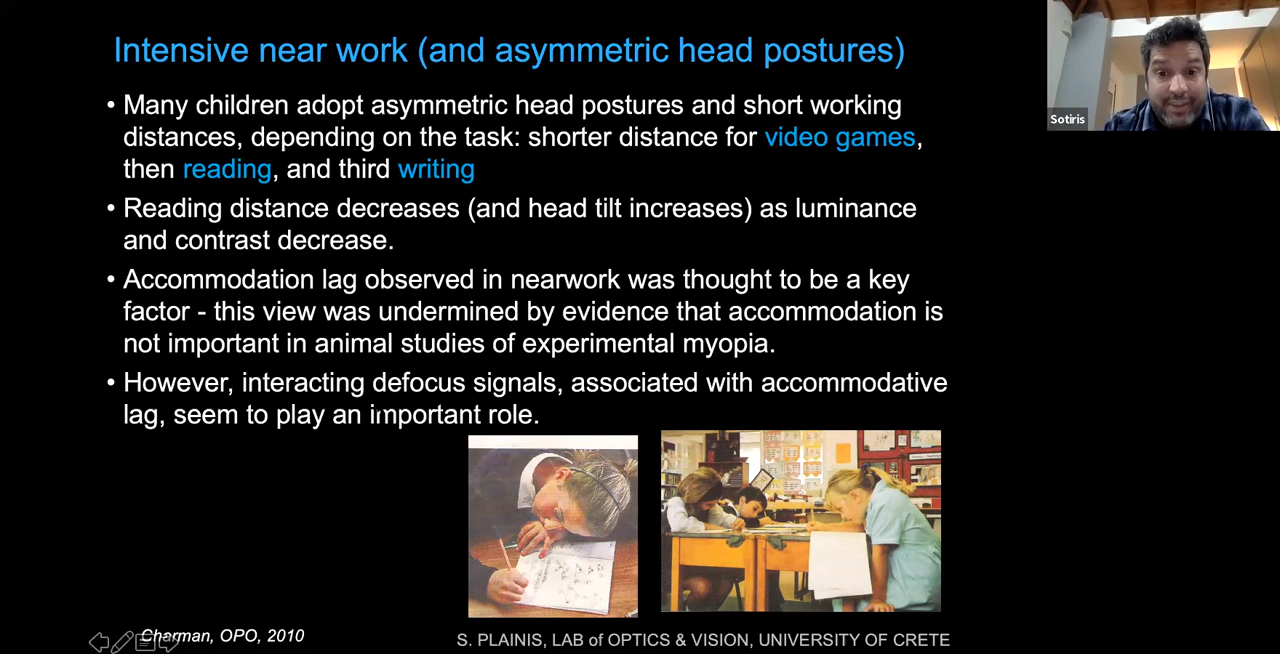 Intensive near work (and asymmetric head postures)
• Many children adopt asymmetric head postures and short working
distances, depending on the task: shorter distance for video games,
then reading, and third writing
• Reading distance decreases (and head tilt increases) as luminance
and contrast decrease.
• Accommodation lag observed in nearwork was thought to be a key
factor - this view was undermined by evidence that accommodation is
not important in animal studies of experimental myopia.
• However, interacting defocus signals, associated with accommodative
lag, seem to play an important role.
Sotiris
Charman, OPO, 2010
S. PLAINIS, LAB of OPTICS & VISION, UNIVERSITY OF CRETE